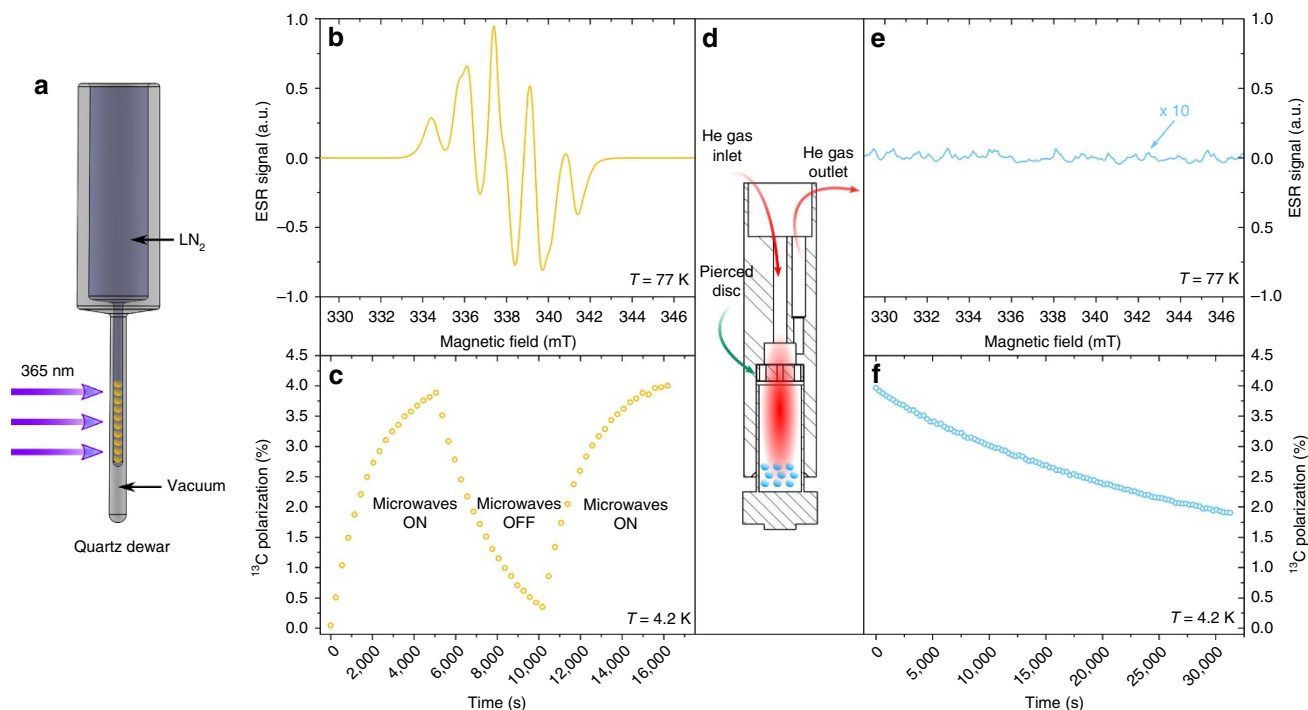 a
LN2
365 nm
Vacuum
Quartz dewar
b
ESR signal (a.u.)
1.0
0.5
0.0
−0.5
−1.0
T = 77 K
330 332 334 336 338 340 342 344 346
Magnetic field (mT)
c
13C polarization (%)
4.5
4.0
3.5
3.0
2.5
2.0
1.5
1.0
0.5
0.0
Microwaves
ON
Microwaves
OFF
Microwaves
ON
T = 4.2 K
0 2,000 4,000 6,000 8,000 10,000 12,000 14,000 16,000
Time (s)
d
He gas
inlet
He gas
outlet
Pierced
disc
e
x 10
1.0
0.5
0.0
0.5
−1.0
ESR signal (a.u.)
T = 77 K
330 332 334 336 338 340 342 344 346
Magnetic field (mT)
f
4.5
4.0
3.5
3.0
2.5
2.0
1.5
1.0
0.5
0.0
13C polarization (%)
T = 4.2 K
0 5,000 10,000 15,000 20,000 25,000 30,000
Time (s)